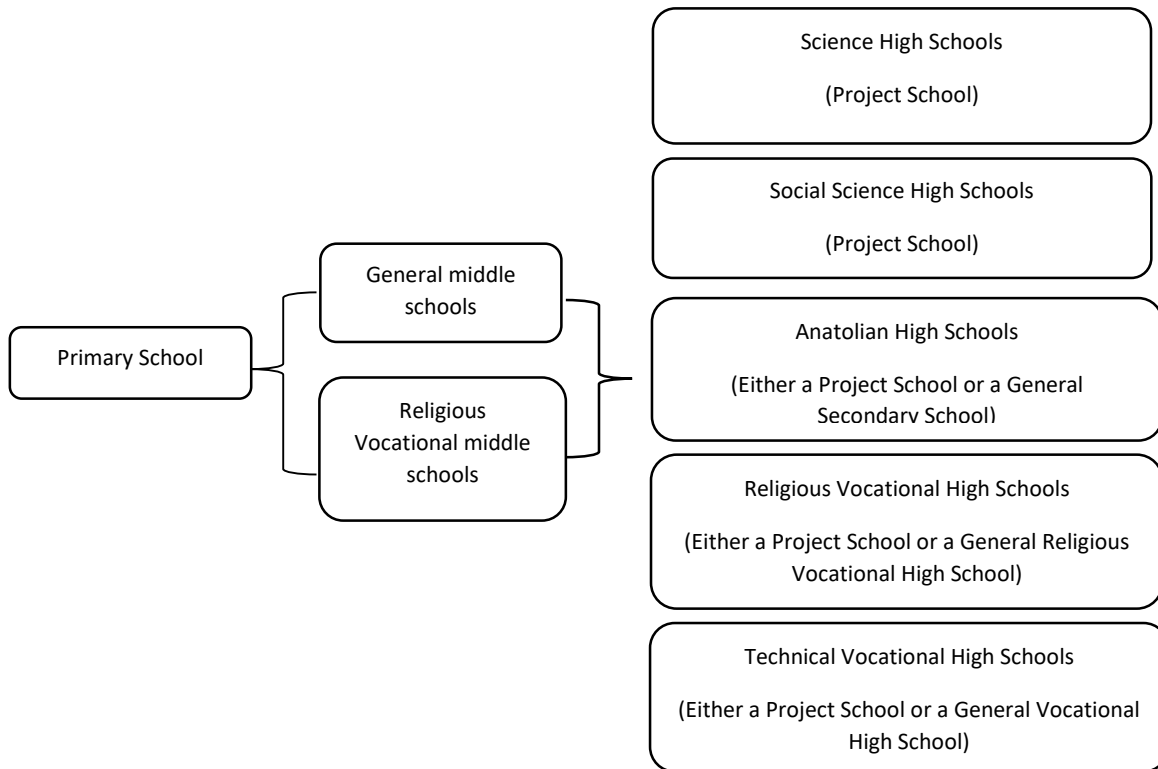 Primary School
General middle
schools
Religious
Vocational middle
schools
Science High Schools
(Project School)
Social Science High Schools
(Project School)
Anatolian High Schools
(Either a Project School or a General
Secondary School)
Religious Vocational High Schools
(Either a Project School or a General Religious
Vocational High School)
Technical Vocational High Schools
(Either a Project School or a General Vocational
High School)